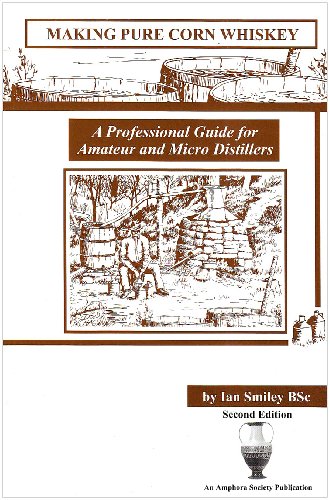 MAKING PURE CORN WHISKEY
A Professional Guide for
Amateur and Micro Distillers
by Ian Smiley BSc
Second Edition
An Amphora Society Publication